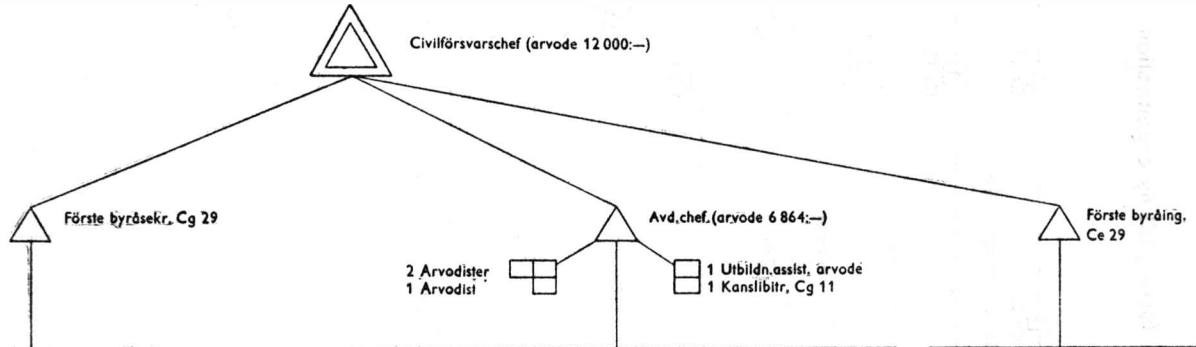 Civilförsvarschef (arvode 12 000:—)
Förste byråsekr. Cg 29
Avd.chef. (arvode 6 864:—)
Förste byråing.
Ce 29
2 Arvodister
1 Arvodist
1 Utbildn.assist, arvode
1 Kanslibitr, Cg 11